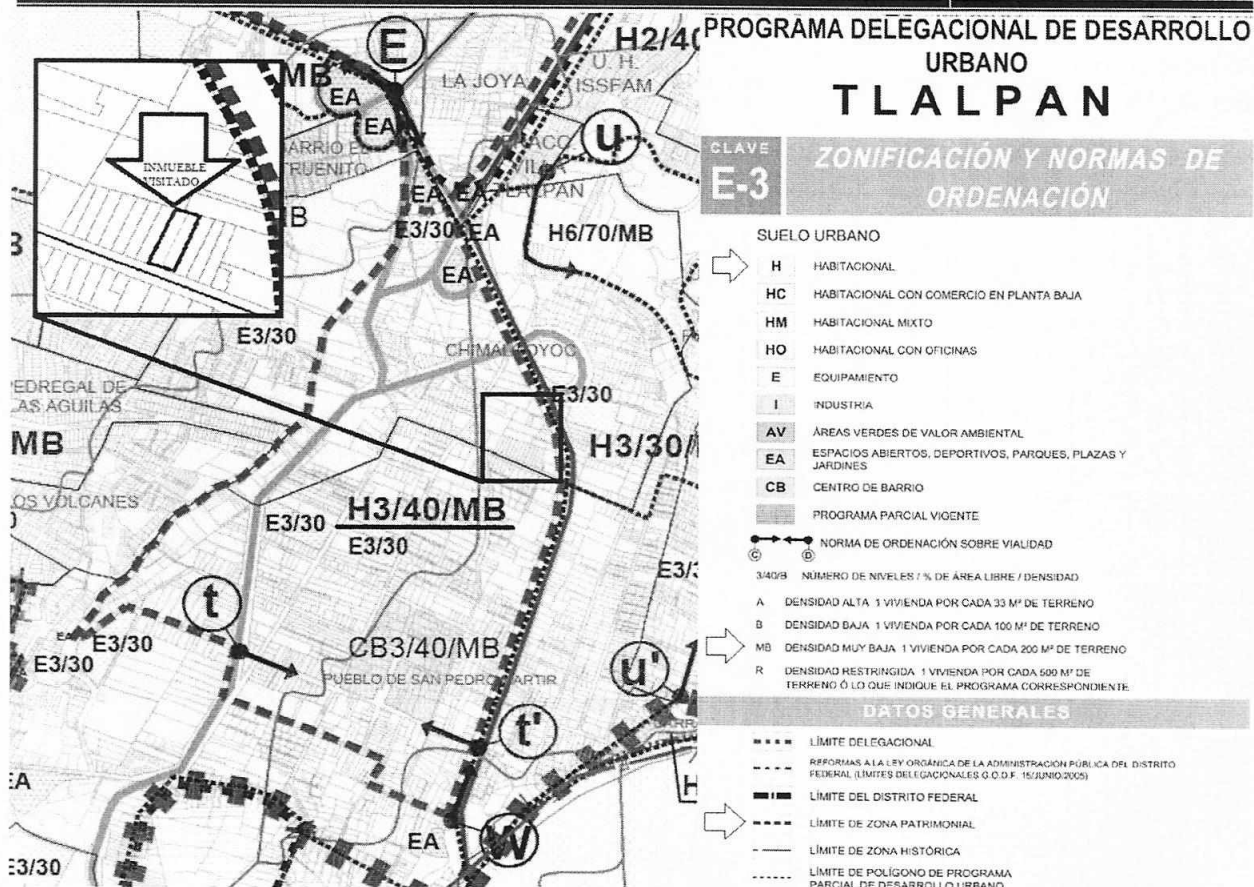 PROGRAMA DELEGACIONAL DE DESARROLLO
URBANO
TLALPAN
CLAVE
E-3
ZONIFICACIÓN Y NORMAS DE
ORDENACIÓN
SUELO URBANO
H HABITACIONAL
HC HABITACIONAL CON COMERCIO EN PLANTA BAJA
HM HABITACIONAL MIXTO
HO HABITACIONAL CON OFICINAS
E EQUIPAMIENTO
I INDUSTRIA
AV ÁREAS VERDES DE VALOR AMBIENTAL
EA ESPACIOS ABIERTOS, DEPORTIVOS, PARQUES, PLAZAS Y
JARDINES
CB CENTRO DE BARRIO
PROGRAMA PARCIAL VIGENTE
NORMA DE ORDENACIÓN SOBRE VIALIDAD
C D
3/40/B NÚMERO DE NIVELES / % DE ÁREA LIBRE / DENSIDAD
A DENSIDAD ALTA 1 VIVIENDA POR CADA 33 M² DE TERRENO
B DENSIDAD BAJA 1 VIVIENDA POR CADA 100 M² DE TERRENO
MB DENSIDAD MUY BAJA 1 VIVIENDA POR CADA 200 M² DE TERRENO
R DENSIDAD RESTRINGIDA 1 VIVIENDA POR CADA 500 M² DE
TERRENO Ó LO QUE INDIQUE EL PROGRAMA CORRESPONDIENTE
DATOS GENERALES
LÍMITE DELEGACIONAL
REFORMAS A LA LEY ORGÁNICA DE LA ADMINISTRACIÓN PÚBLICA DEL DISTRITO
FEDERAL (LÍMITES DELEGACIONALES G.O.D.F. 15/JUNIO/2005)
LÍMITE DEL DISTRITO FEDERAL
LÍMITE DE ZONA PATRIMONIAL
LÍMITE DE ZONA HISTÓRICA
LÍMITE DE POLÍGONO DE PROGRAMA
PARCIAL DE DESARROLLO URBANO
E
H2/40
U. H.
ISSFAM
LA JOYA
MB
EA
EA
u
INMUEBLE
VISITADO
EA
E3/30
EA
H6/70/MB
EA
E3/30
E3/30
PEDREGAL DE
LAS AGUILAS
MB
H3/30/
H3/40/MB
E3/30
E3/30
t
E3/30
E3/30
CB3/40/MB
u'
t'
EA
W
E3/30